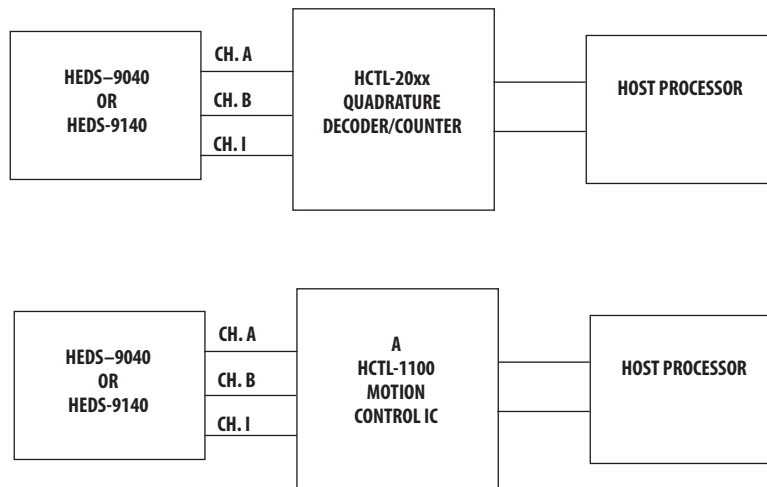 HEDS–9040
OR
HEDS-9140
CH. A
CH. B
CH. I
HCTL-20xx
QUADRATURE
DECODER/COUNTER
HOST PROCESSOR
HEDS–9040
OR
HEDS-9140
CH. A
CH. B
CH. I
A
HCTL-1100
MOTION
CONTROL IC
HOST PROCESSOR